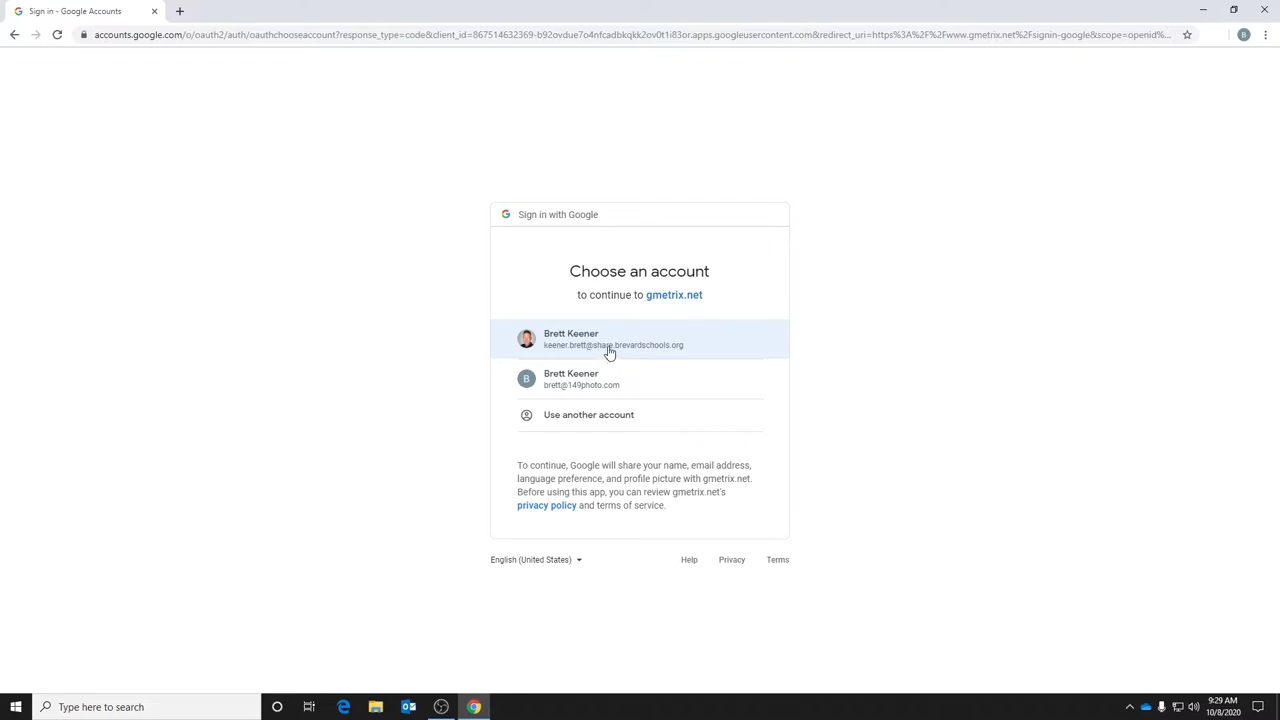 Sign in - Google Accounts
accounts.google.com/o/oauth2/auth/oauthchooseaccount?response_type=code&client_id=867514632369-b92ovdue7o4nfcadbkqkk2ov0t1i83or.apps.googleusercontent.com&redirect_uri=https%3A%2F%2Fwww.gmetrix.net%2Fsignin-google&scope=openid%...
B
G Sign in with Google
Choose an account
to continue to gmetrix.net
Brett Keener
keener.brett@share.brevardschools.org
B
Brett Keener
brett@149photo.com
Use another account
To continue, Google will share your name, email address,
language preference, and profile picture with gmetrix.net.
Before using this app, you can review gmetrix.net's
privacy policy and terms of service.
English (United States)
Help
Privacy
Terms
Type here to search
9:29 AM
10/8/2020